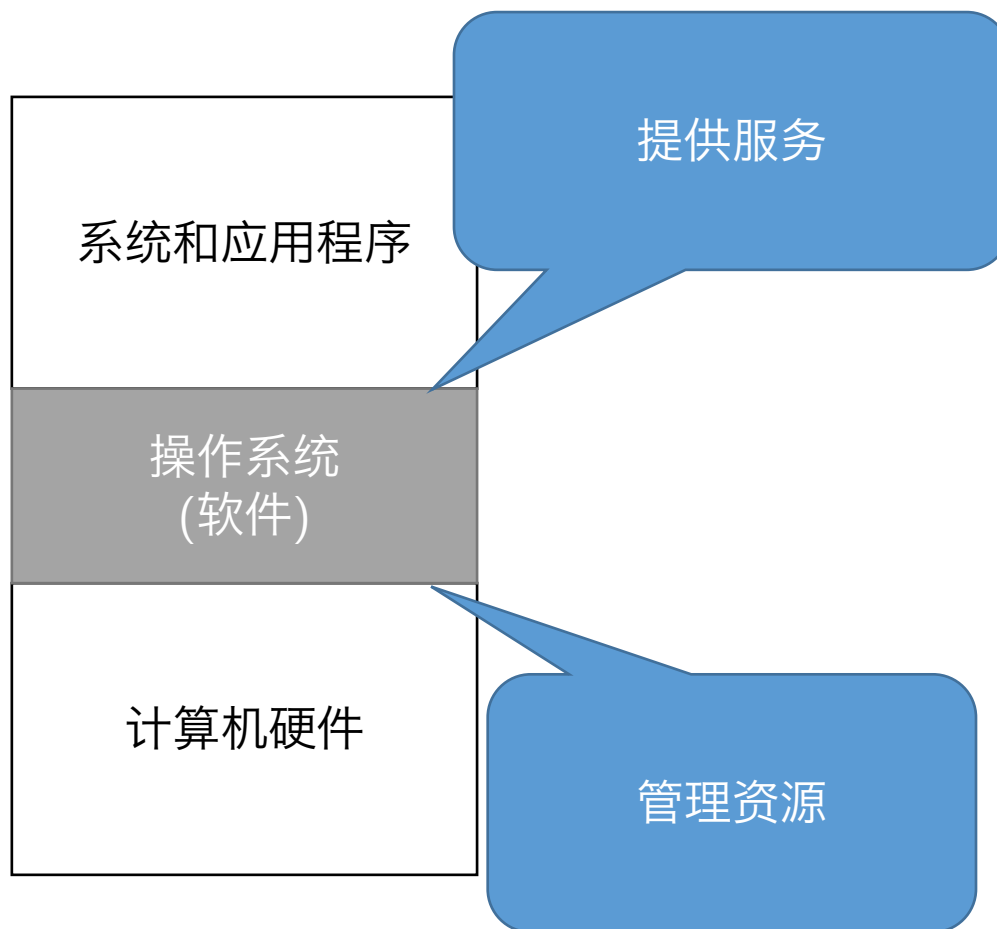 提供服务
系统和应用程序
操作系统
(软件)
计算机硬件
管理资源